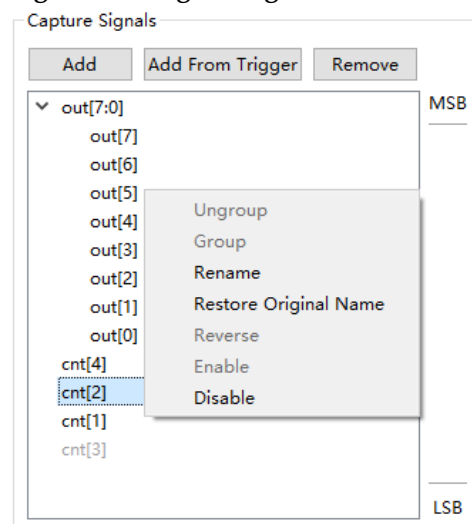 Capture Signals
Add Add From Trigger Remove
MSB
out[7:0]
out[7]
out[6]
out[5]
out[4]
out[3]
out[2]
out[1]
out[0]
cnt[4]
cnt[2]
cnt[1]
cnt[3]
Ungroup
Group
Rename
Restore Original Name
Reverse
Enable
Disable
LSB